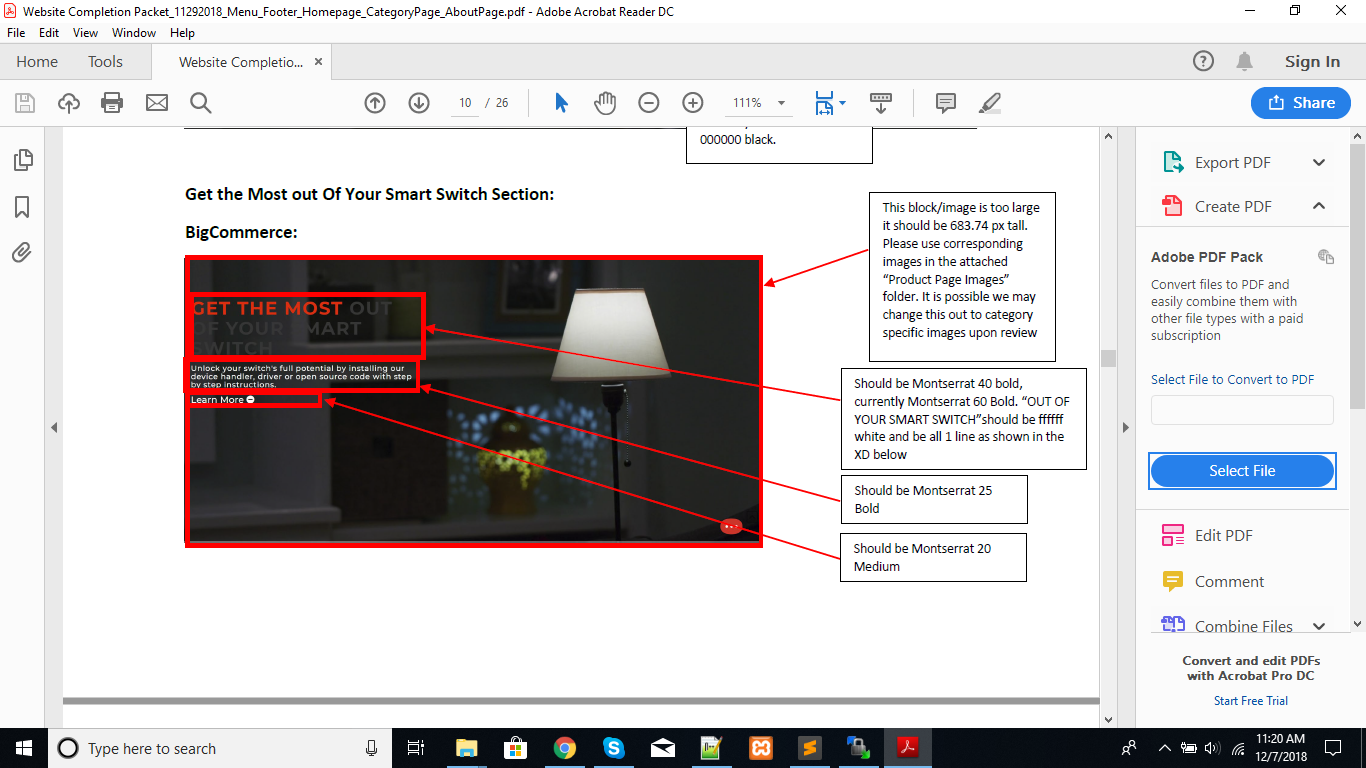 Website Completion Packet_11292018_Menu_Footer_Homepage_CategoryPage_AboutPage.pdf - Adobe Acrobat Reader DC
File Edit View Window Help
Home Tools Website Completio... Sign In
10 / 26 111% Share
000000 black.
Get the Most out Of Your Smart Switch Section:
BigCommerce:
GET THE MOST OUT
OF YOUR SMART
SWITCH
Unlock your switch's full potential by installing our
device handler, driver or open source code with step
by step instructions.
Learn More
This block/image is too large
it should be 683.74 px tall.
Please use corresponding
images in the attached
“Product Page Images”
folder. It is possible we may
change this out to category
specific images upon review
Should be Montserrat 40 bold,
currently Montserrat 60 Bold. “OUT OF
YOUR SMART SWITCH”should be ffffff
white and be all 1 line as shown in the
XD below
Should be Montserrat 25
Bold
Should be Montserrat 20
Medium
Export PDF
Create PDF
Adobe PDF Pack
Convert files to PDF and
easily combine them with
other file types with a paid
subscription
Select File to Convert to PDF
Select File
Edit PDF
Comment
Combine Files
Convert and edit PDFs
with Acrobat Pro DC
Start Free Trial
Type here to search
11:20 AM
12/7/2018